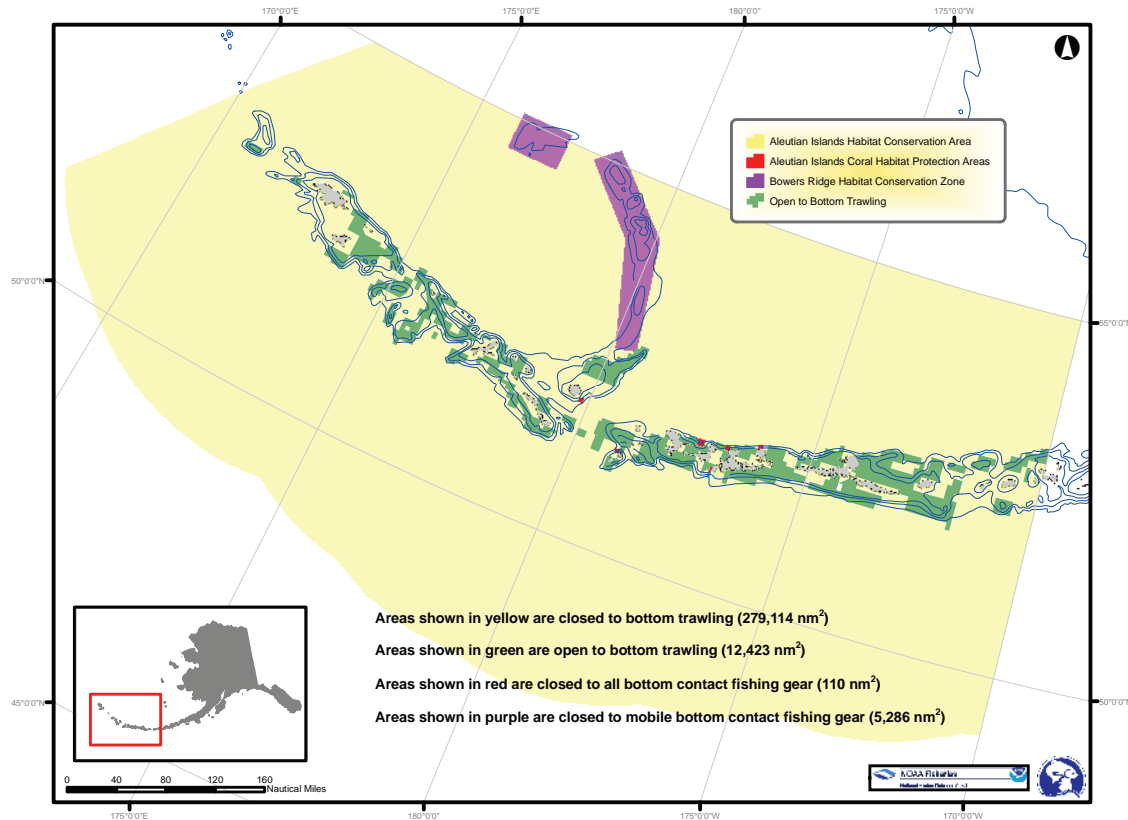 170°0'0"E
175°0'0"E
180°0'0"
175°0'0"W
Aleutian Islands Habitat Conservation Area
Aleutian Islands Coral Habitat Protection Areas
Bowers Ridge Habitat Conservation Zone
Open to Bottom Trawling
50°0'0"N
55°0'0"N
Areas shown in yellow are closed to bottom trawling (279,114 nm²)
Areas shown in green are open to bottom trawling (12,423 nm²)
Areas shown in red are closed to all bottom contact fishing gear (110 nm²)
Areas shown in purple are closed to mobile bottom contact fishing gear (5,286 nm²)
45°0'0"N
50°0'0"N
0 40 80 120 160
Nautical Miles
NOAA Fisheries
175°0'0"E
180°0'0"
175°0'0"W
170°0'0"W